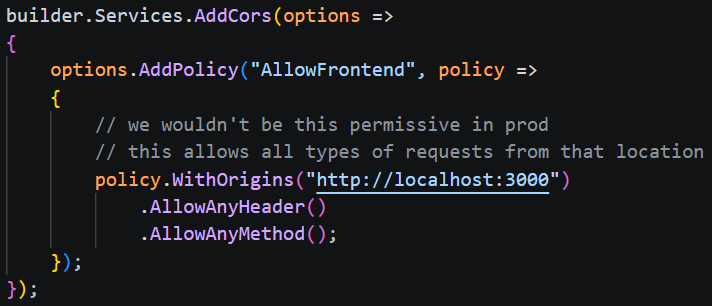 builder.Services.AddCors(options =>
{
    options.AddPolicy("AllowFrontend", policy =>
    {
        // we wouldn't be this permissive in prod
        // this allows all types of requests from that location
        policy.WithOrigins("http://localhost:3000")
            .AllowAnyHeader()
            .AllowAnyMethod();
    });
});